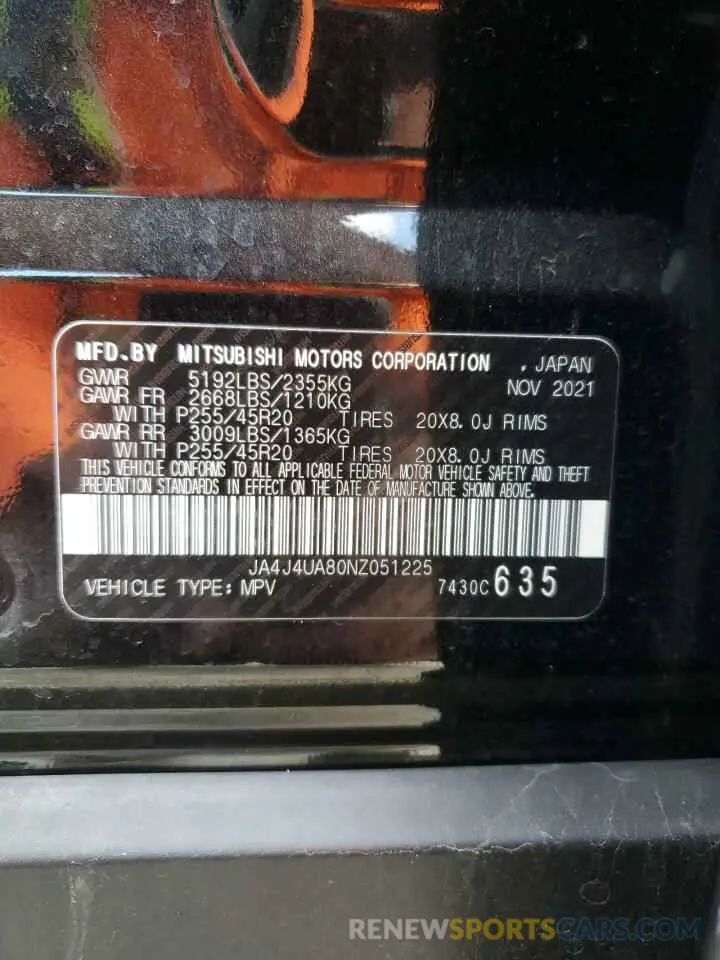 MFD.BY MITSUBISHI MOTORS CORPORATION , JAPAN
GVWR 5192LBS/2355KG NOV 2021
GAWR FR 2668LBS/1210KG
WITH P255/45R20 TIRES 20X8.0J RIMS
GAWR RR 3009LBS/1365KG
WITH P255/45R20 TIRES 20X8.0J RIMS
THIS VEHICLE CONFORMS TO ALL APPLICABLE FEDERAL MOTOR VEHICLE SAFETY AND THEFT
PREVENTION STANDARDS IN EFFECT ON THE DATE OF MANUFACTURE SHOWN ABOVE.
JA4J4UA80NZ051225
VEHICLE TYPE: MPV 7430C 635
RENEWSPORTSCARS.COM